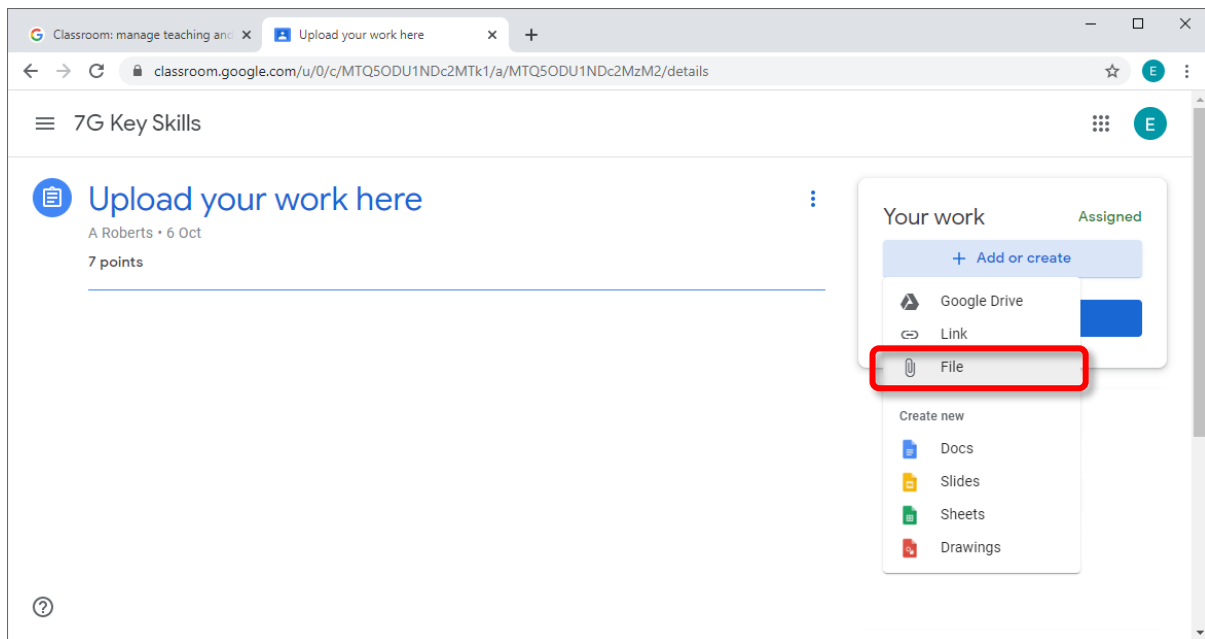 Classroom: manage teaching and
Upload your work here
classroom.google.com/u/0/c/MTQ5ODU1NDc2MTk1/a/MTQ5ODU1NDc2MzM2/details
E
7G Key Skills
E
Upload your work here
A Roberts • 6 Oct
7 points
Your work
Assigned
+ Add or create
Google Drive
Link
File
Create new
Docs
Slides
Sheets
Drawings